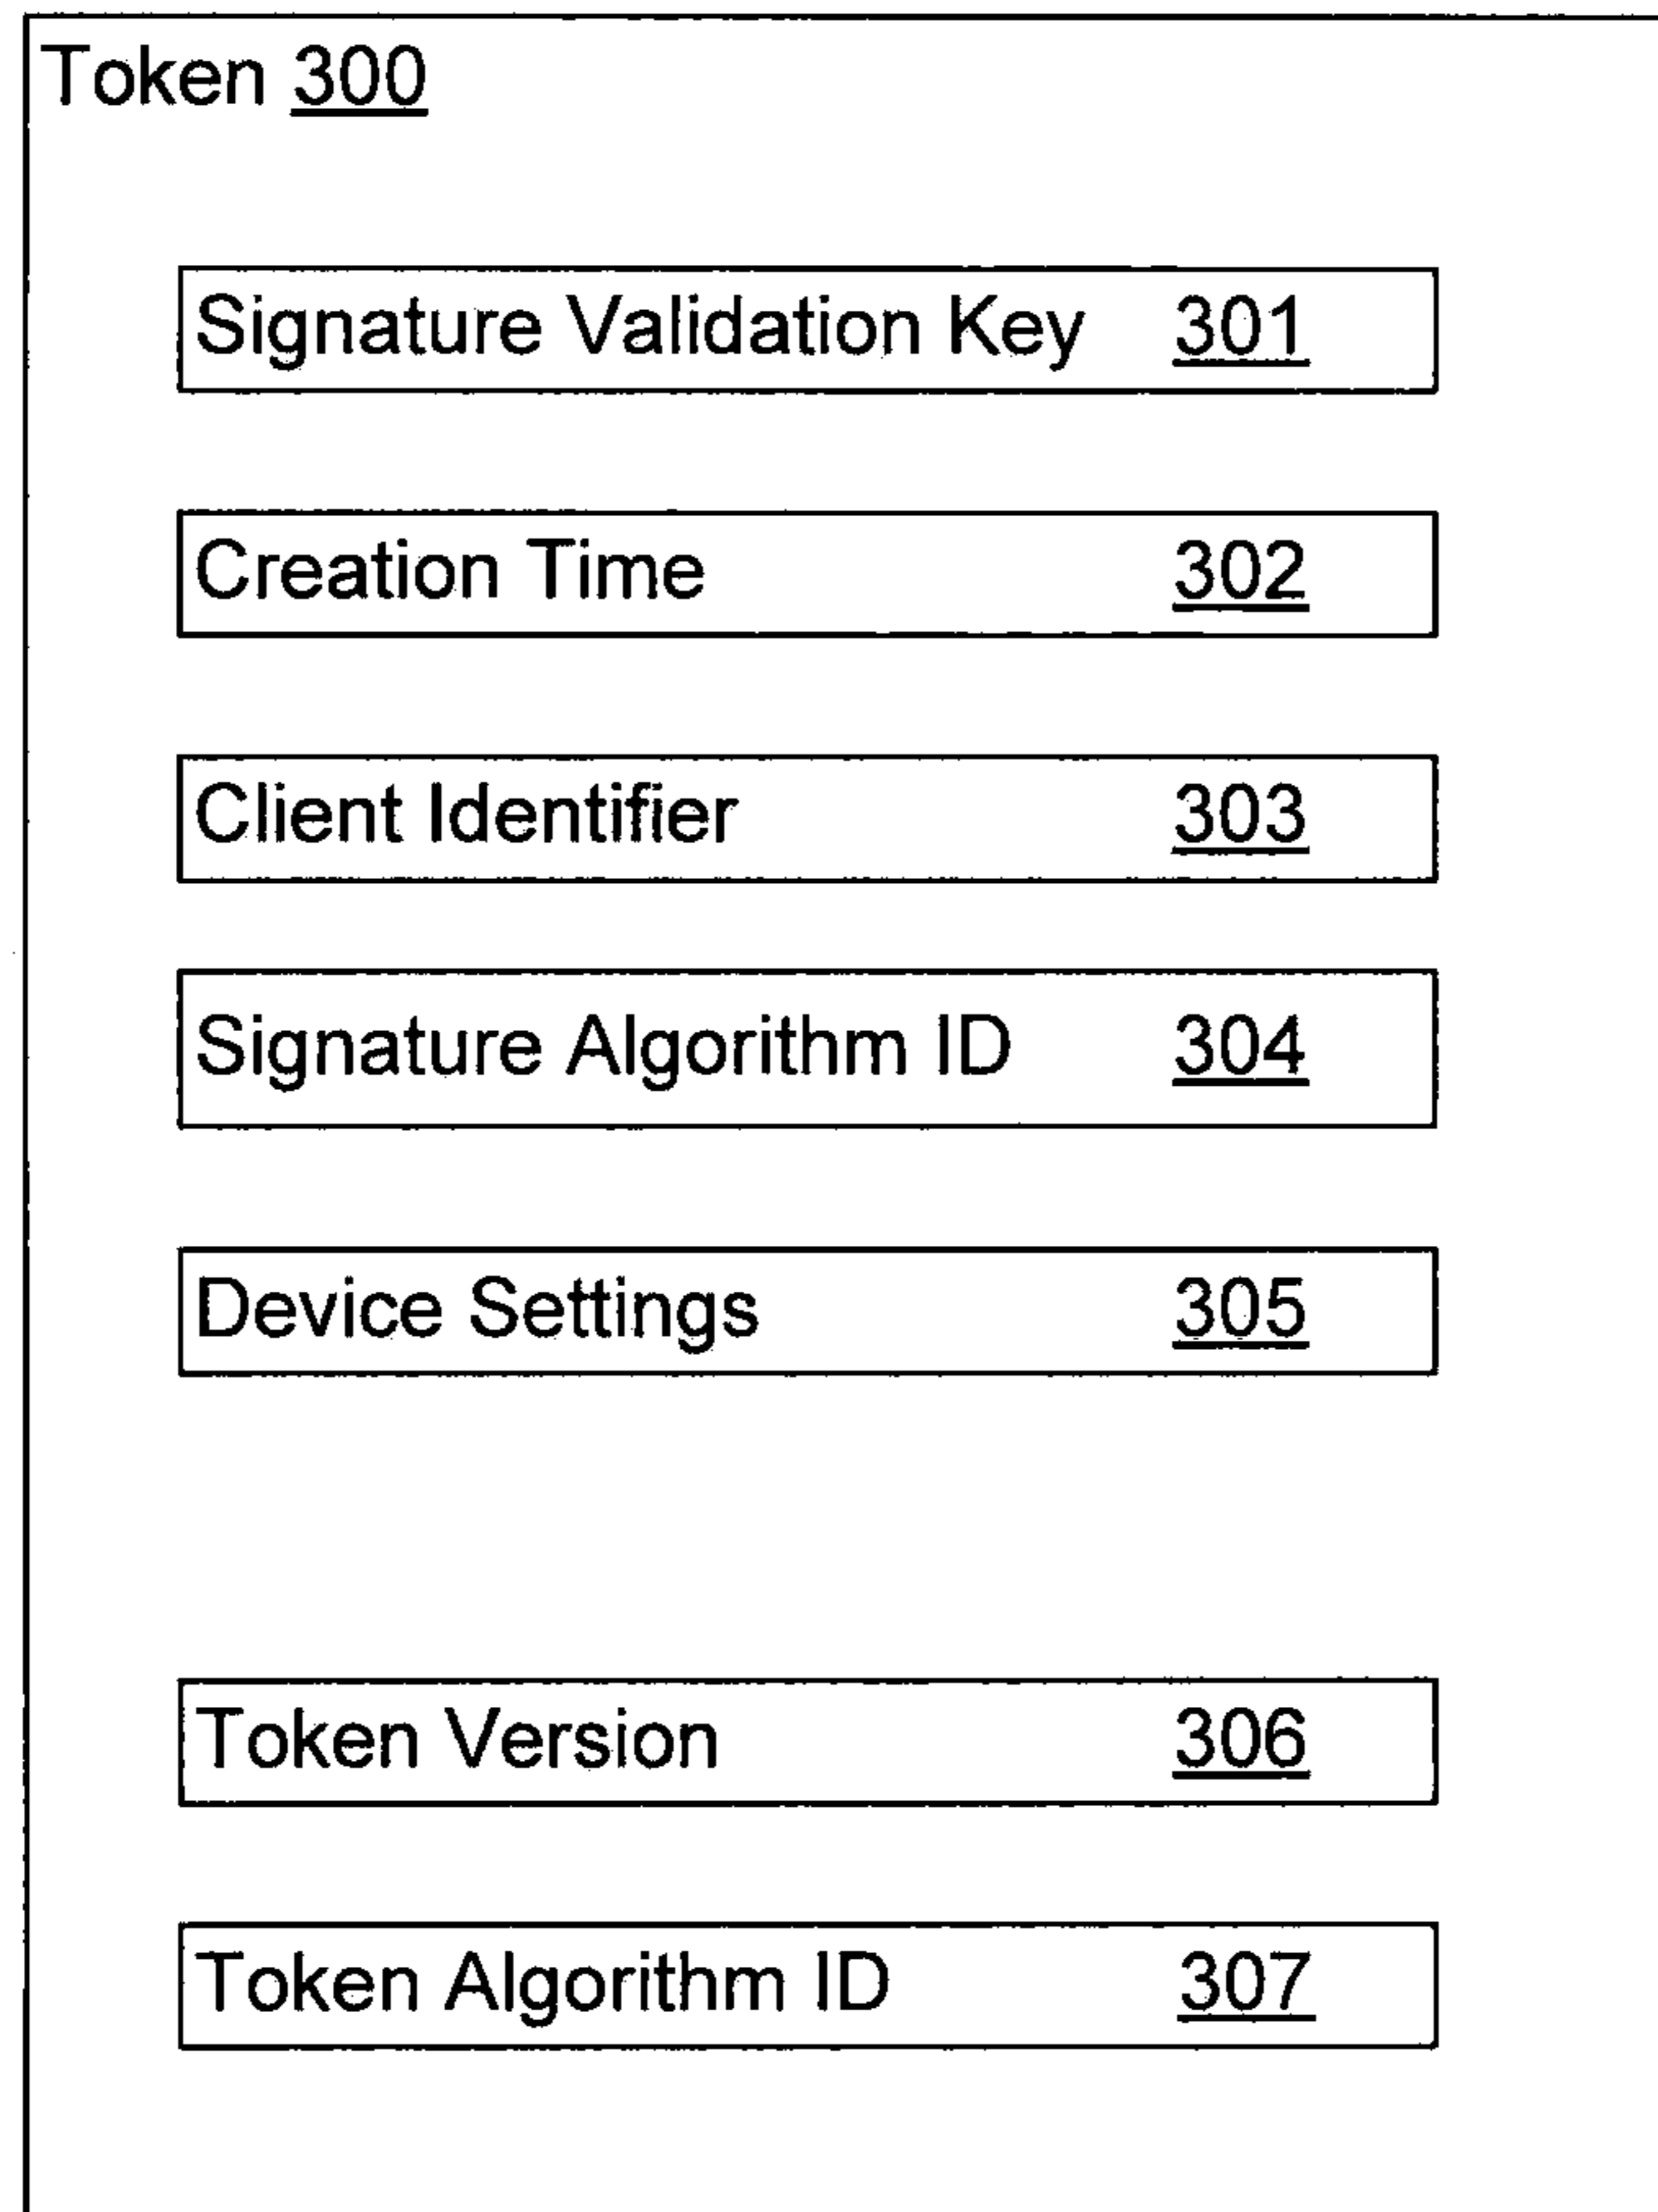 Token 300
Signature Validation Key 301
Creation Time 302
Client Identifier 303
Signature Algorithm ID 304
Device Settings 305
Token Version 306
Token Algorithm ID 307